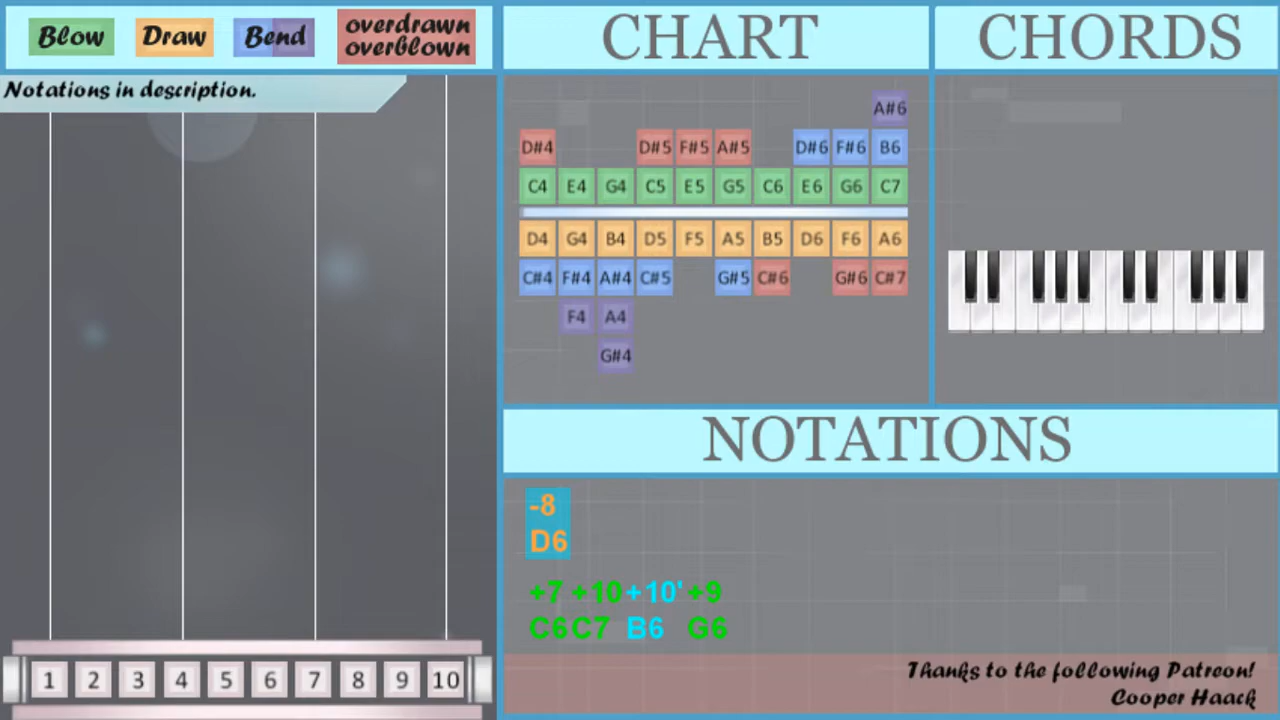 Blow Draw Bend overdrawn
overblown
CHART
CHORDS
Notations in description.
A#6
D#4 D#5 F#5 A#5 D#6 F#6 B6
C4 E4 G4 C5 E5 G5 C6 E6 G6 C7
D4 G4 B4 D5 F5 A5 B5 D6 F6 A6
C#4 F#4 A#4 C#5 G#5 C#6 G#6 C#7
F4 A4
G#4
NOTATIONS
-8
D6
+7 +10 +10' +9
C6 C7 B6 G6
1 2 3 4 5 6 7 8 9 10
Thanks to the following Patreon!
Cooper Haack